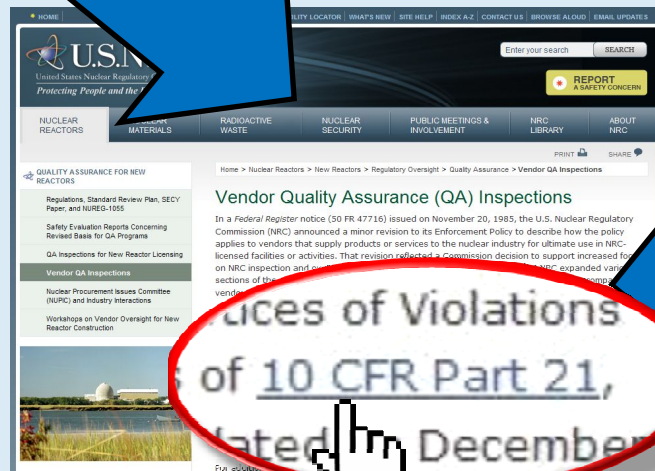 HOME
ILITY LOCATOR WHAT'S NEW SITE HELP INDEX A-Z CONTACT US BROWSE ALOUD EMAIL UPDATES
U.S.N
United States Nuclear Regulatory
Protecting People and the
Enter your search SEARCH
REPORT
A SAFETY CONCERN
NUCLEAR
REACTORS
MATERIALS
RADIOACTIVE
WASTE
NUCLEAR
SECURITY
PUBLIC MEETINGS &
INVOLVEMENT
NRC
LIBRARY
ABOUT
NRC
PRINT SHARE
QUALITY ASSURANCE FOR NEW
REACTORS
Regulations, Standard Review Plan, SECY
Paper, and NUREG-1055
Safety Evaluation Reports Concerning
Revised Basis for QA Programs
QA Inspections for New Reactor Licensing
Vendor QA Inspections
Nuclear Procurement Issues Committee
(NUPIC) and Industry Interactions
Workshops on Vendor Oversight for New
Reactor Construction
Home > Nuclear Reactors > New Reactors > Regulatory Oversight > Quality Assurance > Vendor QA Inspections
Vendor Quality Assurance (QA) Inspections
In a Federal Register notice (50 FR 47716) issued on November 20, 1985, the U.S. Nuclear Regulatory
Commission (NRC) announced a minor revision to its Enforcement Policy to describe how the policy
applies to vendors that supply products or services to the nuclear industry for ultimate use in NRC-
licensed facilities or activities. That revision reflected a Commission decision to support increased foc
on NRC inspection and NRC expanded vari
sections of the
vendor
tices of Violations
of 10 CFR Part 21,
ated December
For addition